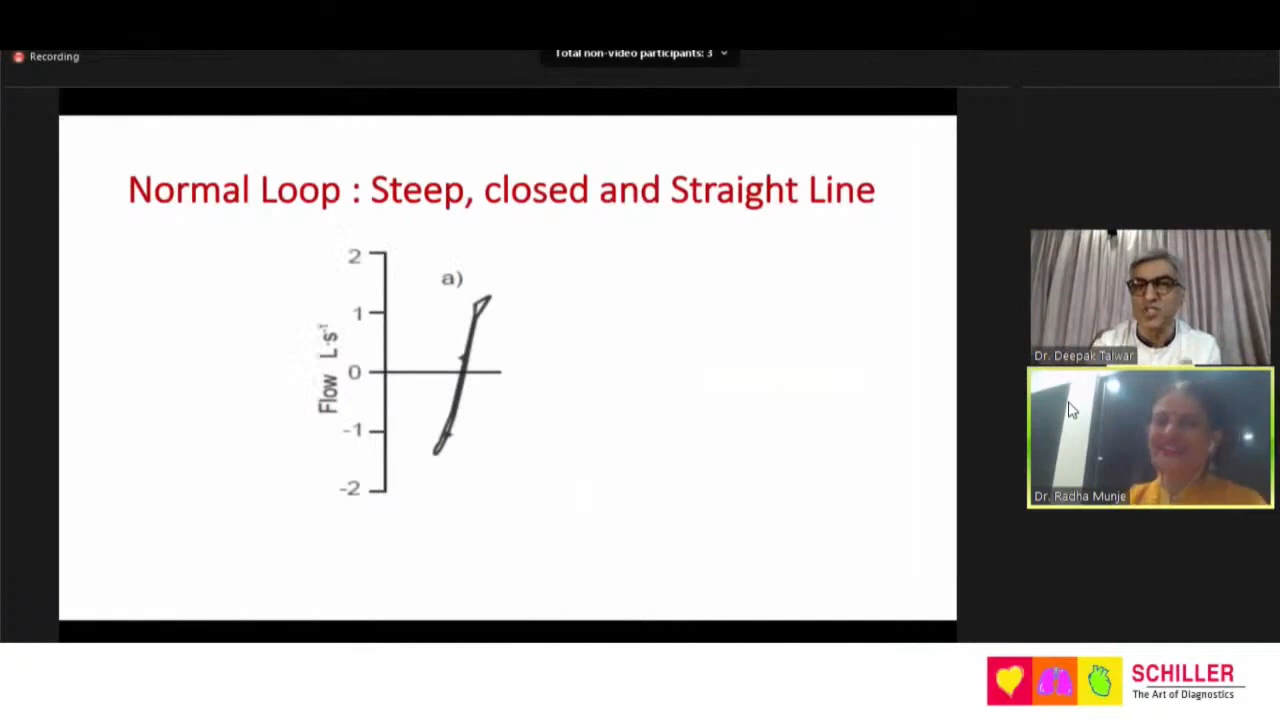 Recording
Total non-video participants: 3
Normal Loop : Steep, closed and Straight Line
2
a)
1
Flow L·s⁻¹
0
-1
-2
Dr. Deepak Talwar
Dr. Radha Munje
SCHILLER
The Art of Diagnostics